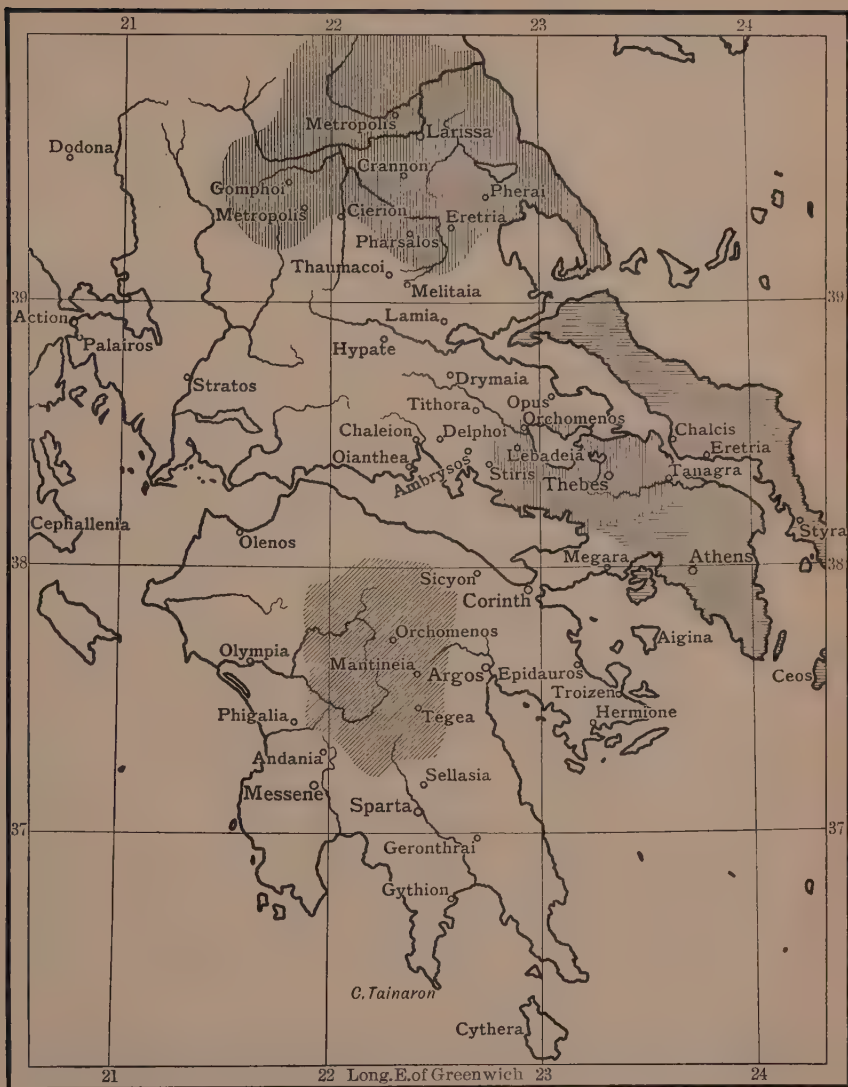 21 22 23 24
Metropolis
Larissa
Dodona
Crannon
Gomphoi
Pherai
Metropolis
Cierion
Eretria
Pharsalos
Thaumacoi
Melitaia
39 39
Action
Lamia
Palairos
Hypate
Stratos
Drymaia
Opus
Tithora
Orchomenos
Chaleion
Delphoi
Chalcis
Lebadeia
Eretria
Oianthea
Ambrysos
Stiris
Thebes
Tanagra
Cephallenia
Styra
Olenos
38 38
Megara
Athens
Sicyon
Corinth
Orchomenos
Aigina
Olympia
Mantineia
Argos
Epidauros
Ceos
Troizen
Phigalia
Tegea
Hermione
Andania
Messene
Sellasia
Sparta
37 37
Geronthrai
Gythion
C. Tainaron
Cythera
21 22 Long. E. of Greenwich 23 24